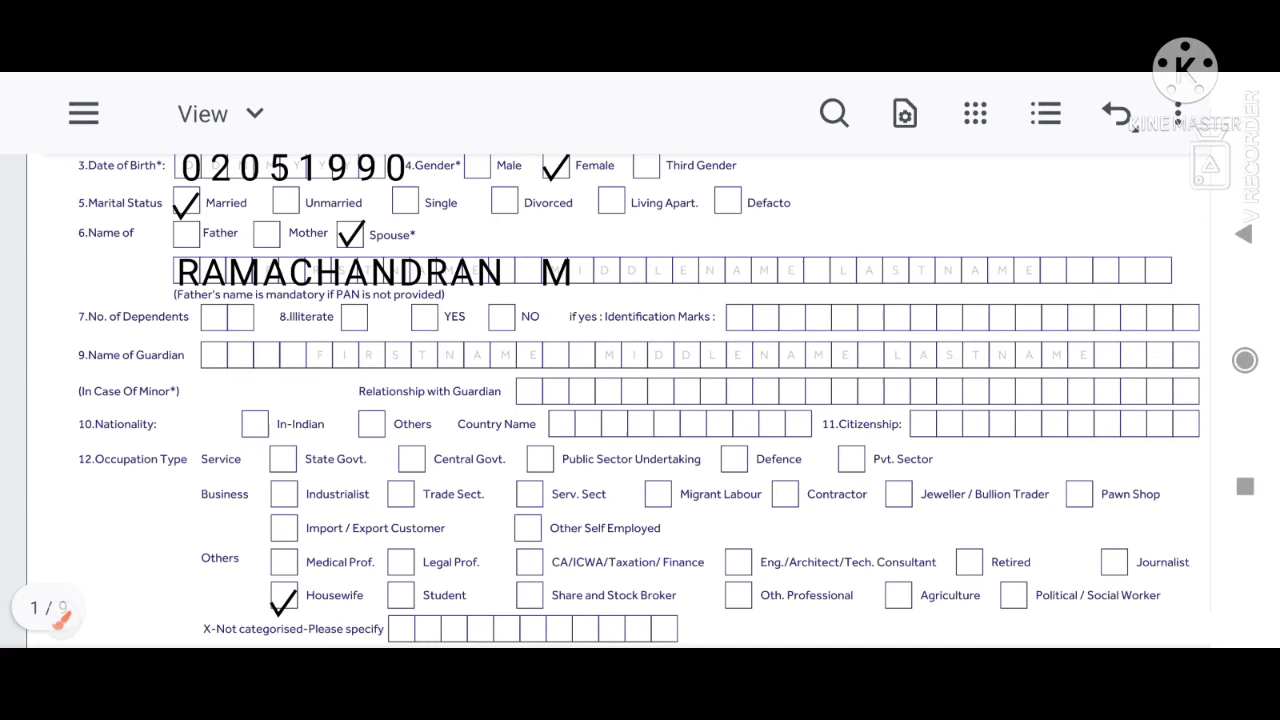 View
KINEMASTER
V RECORDER
3.Date of Birth*: 02051990 4.Gender* Male Female Third Gender
5.Marital Status Married Unmarried Single Divorced Living Apart. Defacto
6.Name of Father Mother Spouse*
RAMACHANDRAN M MIDDLENAME LASTNAME
(Father's name is mandatory if PAN is not provided)
7.No. of Dependents 8.Illiterate YES NO if yes : Identification Marks :
9.Name of Guardian FIRSTNAME MIDDLENAME LASTNAME
(In Case Of Minor*) Relationship with Guardian
10.Nationality: In-Indian Others Country Name 11.Citizenship:
12.Occupation Type Service State Govt. Central Govt. Public Sector Undertaking Defence Pvt. Sector
Business Industrialist Trade Sect. Serv. Sect Migrant Labour Contractor Jeweller / Bullion Trader Pawn Shop
Import / Export Customer Other Self Employed
Others Medical Prof. Legal Prof. CA/ICWA/Taxation/ Finance Eng./Architect/Tech. Consultant Retired Journalist
Housewife Student Share and Stock Broker Oth. Professional Agriculture Political / Social Worker
1 / 9
X-Not categorised-Please specify